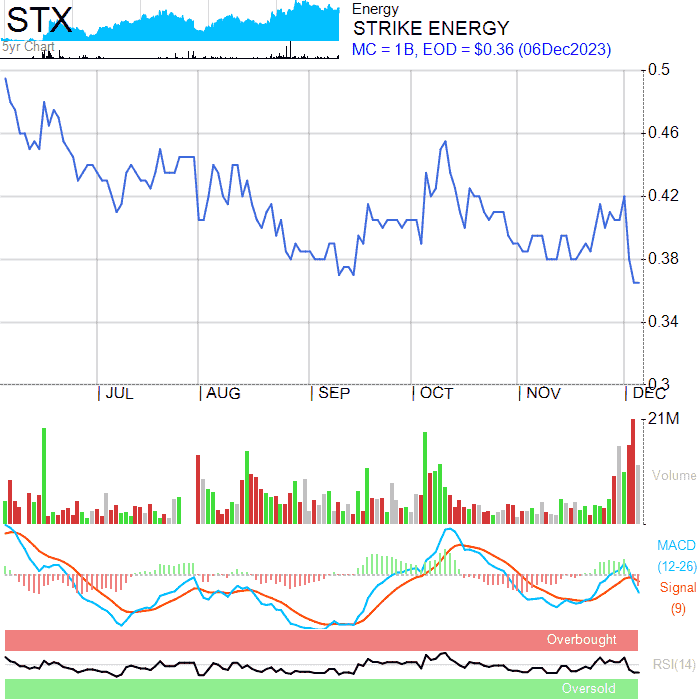 STX
5yr Chart
Energy
STRIKE ENERGY
MC = 1B, EOD = $0.36 (06Dec2023)
0.5
0.46
0.42
0.38
0.34
0.3
JUL AUG SEP OCT NOV DEC
21M
Volume
MACD
(12-26)
Signal
(9)
Overbought
RSI(14)
Oversold